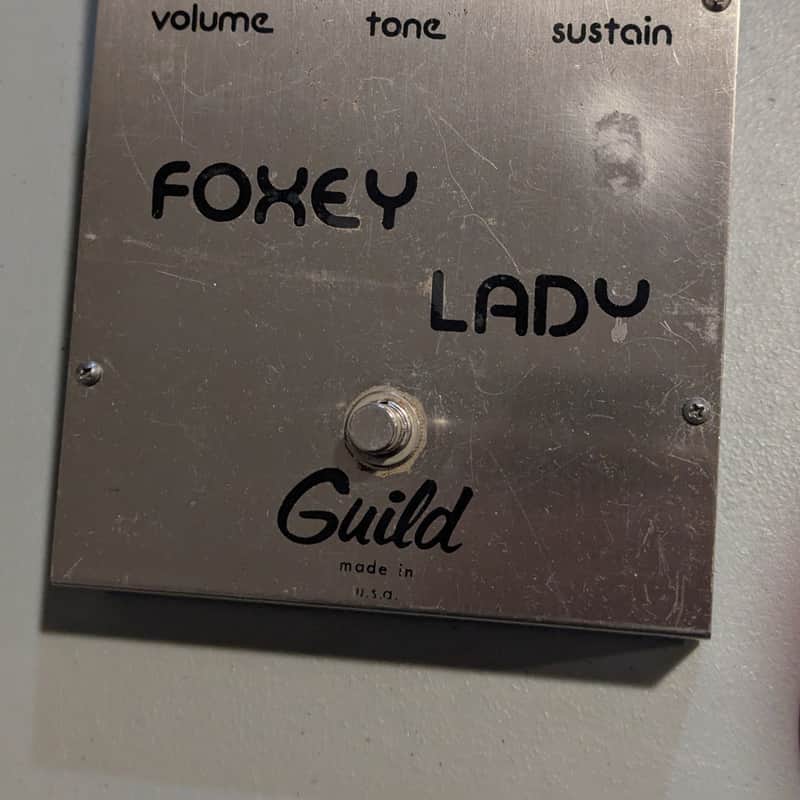 volume tone sustain
FOXEY
LADY
Guild
made in
u.s.a.